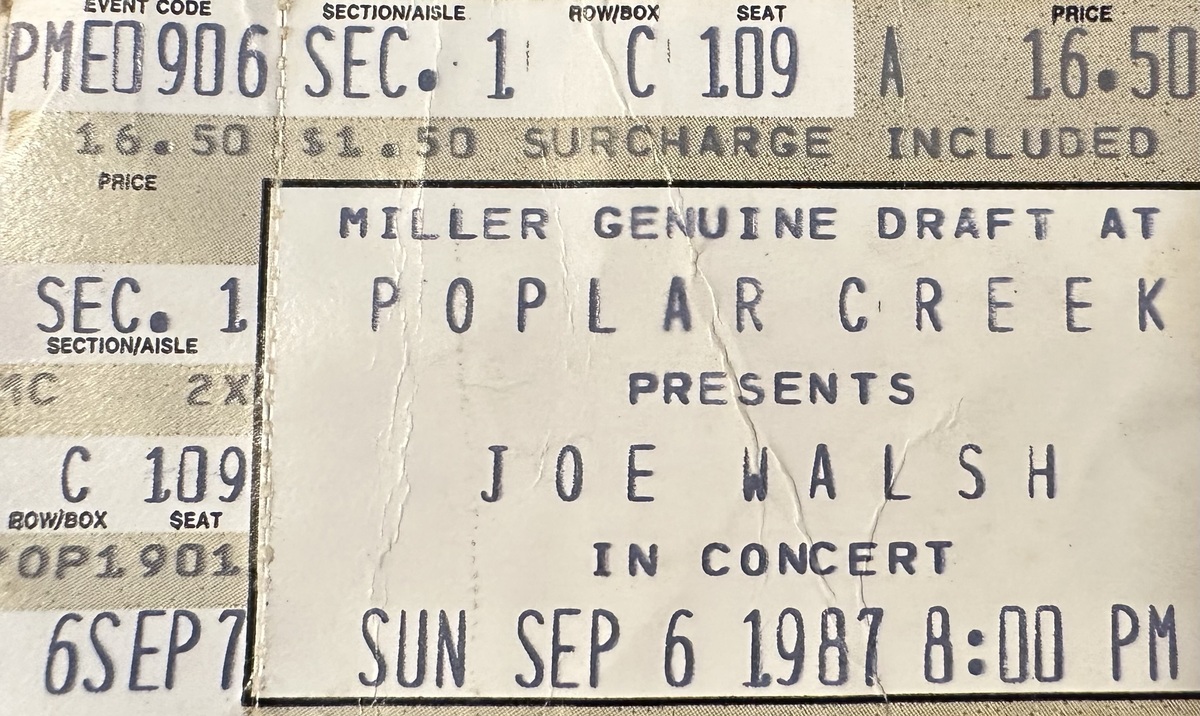 EVENT CODE SECTION/AISLE ROW/BOX SEAT PRICE
PMEO906 SEC. 1 C 109 A 16.50
16.50 $1.50 SURCHARGE INCLUDED
PRICE
MILLER GENUINE DRAFT AT
SEC. 1 POPLAR CREEK
SECTION/AISLE
MC 2X PRESENTS
C 109 JOE WALSH
ROW/BOX SEAT
OP1901 IN CONCERT
6SEP7 SUN SEP 6 1987 8:00 PM